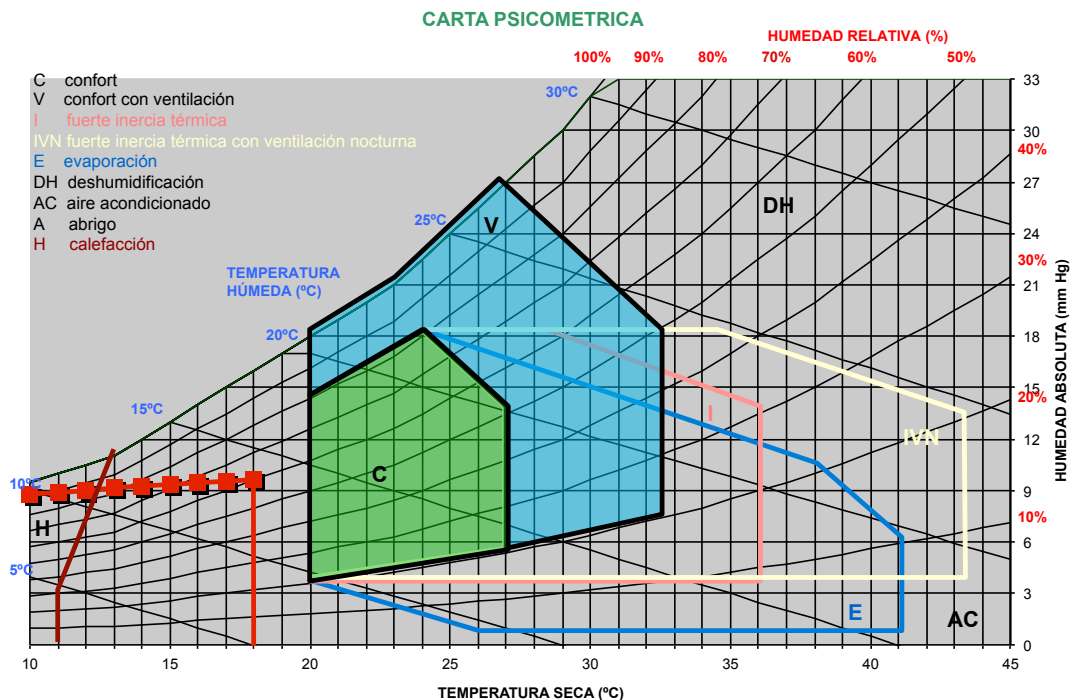 CARTA PSICOMETRICA
HUMEDAD RELATIVA (%)
100% 90% 80% 70% 60% 50%
C confort
V confort con ventilación
I fuerte inercia térmica
IVN fuerte inercia térmica con ventilación nocturna
E evaporación
DH deshumidificación
AC aire acondicionado
A abrigo
H calefacción
30ºC
25ºC
TEMPERATURA
HÚMEDA (ºC)
20ºC
15ºC
10ºC
5ºC
V
DH
C
I
IVN
H
E
AC
33
30
40%
27
24
30%
21
18
15
20%
12
9
10%
6
3
0
HUMEDAD ABSOLUTA (mm Hg)
10 15 20 25 30 35 40 45
TEMPERATURA SECA (ºC)